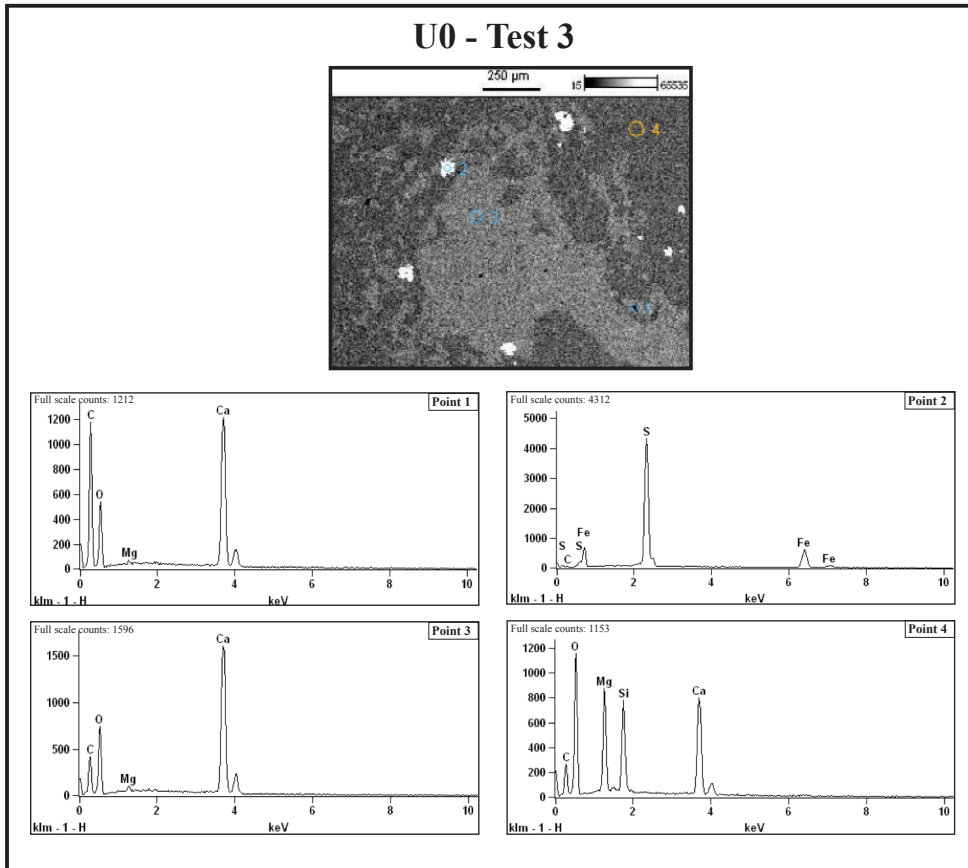 U0 - Test 3
250 µm
15 65535
4
2
3
1
Full scale counts: 1212
Point 1
C
O
Mg
Ca
1200
1000
800
600
400
200
0
0 2 4 6 8 10
klm - 1 - H keV
Full scale counts: 4312
Point 2
S
C
S
Fe
S
Fe
Fe
5000
4000
3000
2000
1000
0
0 2 4 6 8 10
klm - 1 - H keV
Full scale counts: 1596
Point 3
C
O
Mg
Ca
1500
1000
500
0
0 2 4 6 8 10
klm - 1 - H keV
Full scale counts: 1153
Point 4
C
O
Mg
Si
Ca
1200
1000
800
600
400
200
0
0 2 4 6 8 10
klm - 1 - H keV